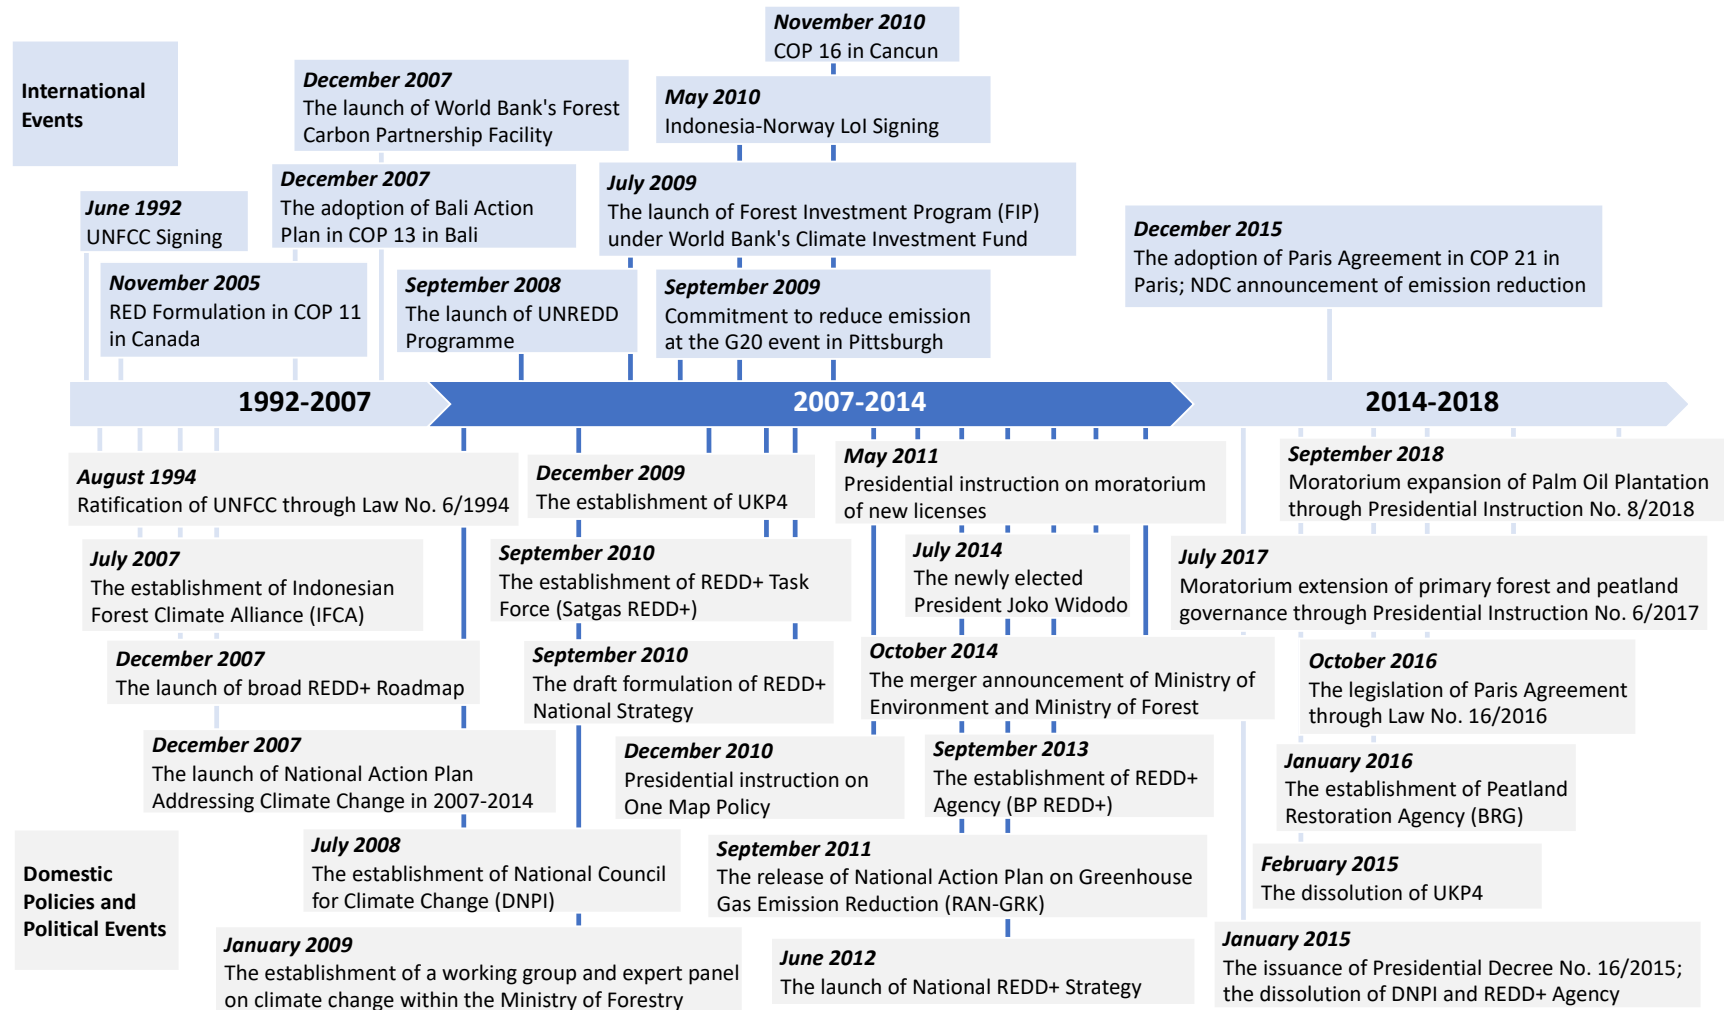 International
Events
November 2010
COP 16 in Cancun
December 2007
The launch of World Bank's Forest
Carbon Partnership Facility
May 2010
Indonesia-Norway LoI Signing
December 2007
The adoption of Bali Action
Plan in COP 13 in Bali
July 2009
The launch of Forest Investment Program (FIP)
under World Bank's Climate Investment Fund
June 1992
UNFCC Signing
December 2015
The adoption of Paris Agreement in COP 21 in
Paris; NDC announcement of emission reduction
November 2005
RED Formulation in COP 11
in Canada
September 2008
The launch of UNREDD
Programme
September 2009
Commitment to reduce emission
at the G20 event in Pittsburgh
1992-2007
2007-2014
2014-2018
August 1994
Ratification of UNFCC through Law No. 6/1994
December 2009
The establishment of UKP4
May 2011
Presidential instruction on moratorium
of new licenses
September 2018
Moratorium expansion of Palm Oil Plantation
through Presidential Instruction No. 8/2018
July 2007
The establishment of Indonesian
Forest Climate Alliance (IFCA)
September 2010
The establishment of REDD+ Task
Force (Satgas REDD+)
July 2014
The newly elected
President Joko Widodo
July 2017
Moratorium extension of primary forest and peatland
governance through Presidential Instruction No. 6/2017
December 2007
The launch of broad REDD+ Roadmap
September 2010
The draft formulation of REDD+
National Strategy
October 2014
The merger announcement of Ministry of
Environment and Ministry of Forest
October 2016
The legislation of Paris Agreement
through Law No. 16/2016
December 2007
The launch of National Action Plan
Addressing Climate Change in 2007-2014
December 2010
Presidential instruction on
One Map Policy
September 2013
The establishment of REDD+
Agency (BP REDD+)
January 2016
The establishment of Peatland
Restoration Agency (BRG)
Domestic
Policies and
Political Events
July 2008
The establishment of National Council
for Climate Change (DNPI)
September 2011
The release of National Action Plan on Greenhouse
Gas Emission Reduction (RAN-GRK)
February 2015
The dissolution of UKP4
January 2009
The establishment of a working group and expert panel
on climate change within the Ministry of Forestry
June 2012
The launch of National REDD+ Strategy
January 2015
The issuance of Presidential Decree No. 16/2015;
the dissolution of DNPI and REDD+ Agency